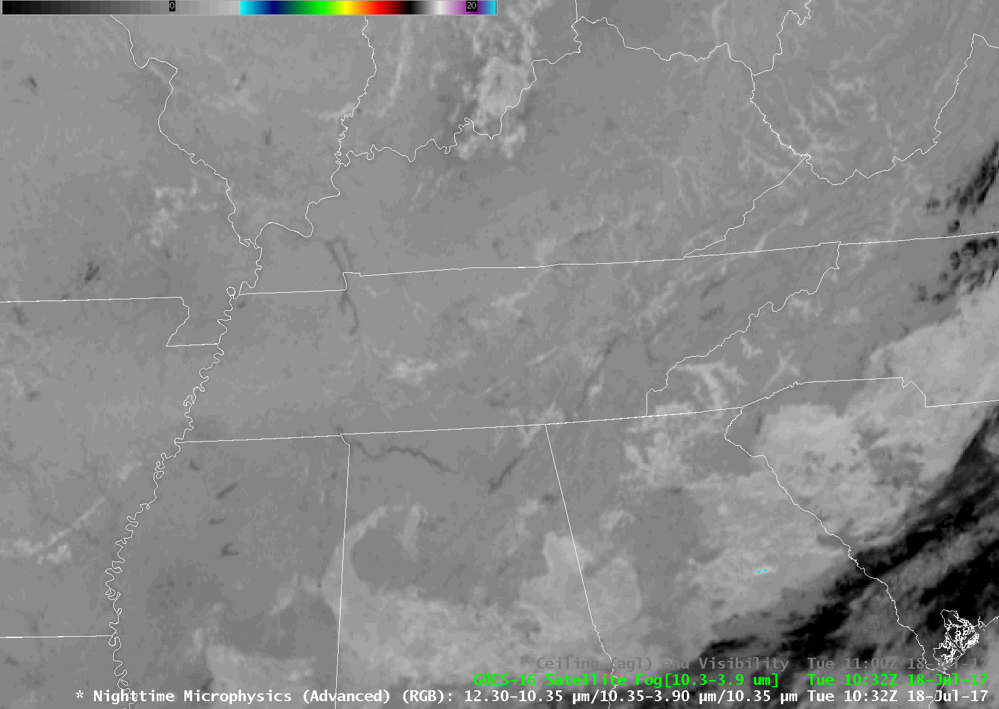 0 20
Ceiling (agl) and Visibility Tue 11:00Z 18-Jul-17
GOES-16 Satellite Fog[10.3-3.9 um] Tue 10:32Z 18-Jul-17
* Nighttime Microphysics (Advanced) (RGB): 12.30-10.35 µm/10.35-3.90 µm/10.35 µm Tue 10:32Z 18-Jul-17